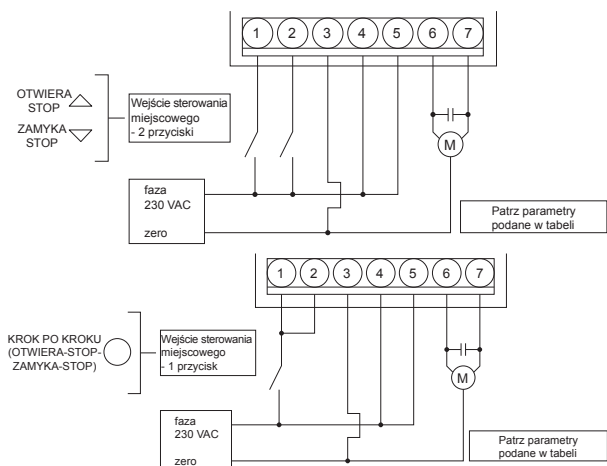 1 2 3 4 5 6 7
OTWIERA
STOP
ZAMYKA
STOP
Wejście sterowania
miejscowego
- 2 przyciski
M
faza
230 VAC
zero
Patrz parametry
podane w tabeli
1 2 3 4 5 6 7
KROK PO KROKU
(OTWIERA-STOP-
ZAMYKA-STOP)
Wejście sterowania
miejscowego
- 1 przycisk
M
faza
230 VAC
zero
Patrz parametry
podane w tabeli